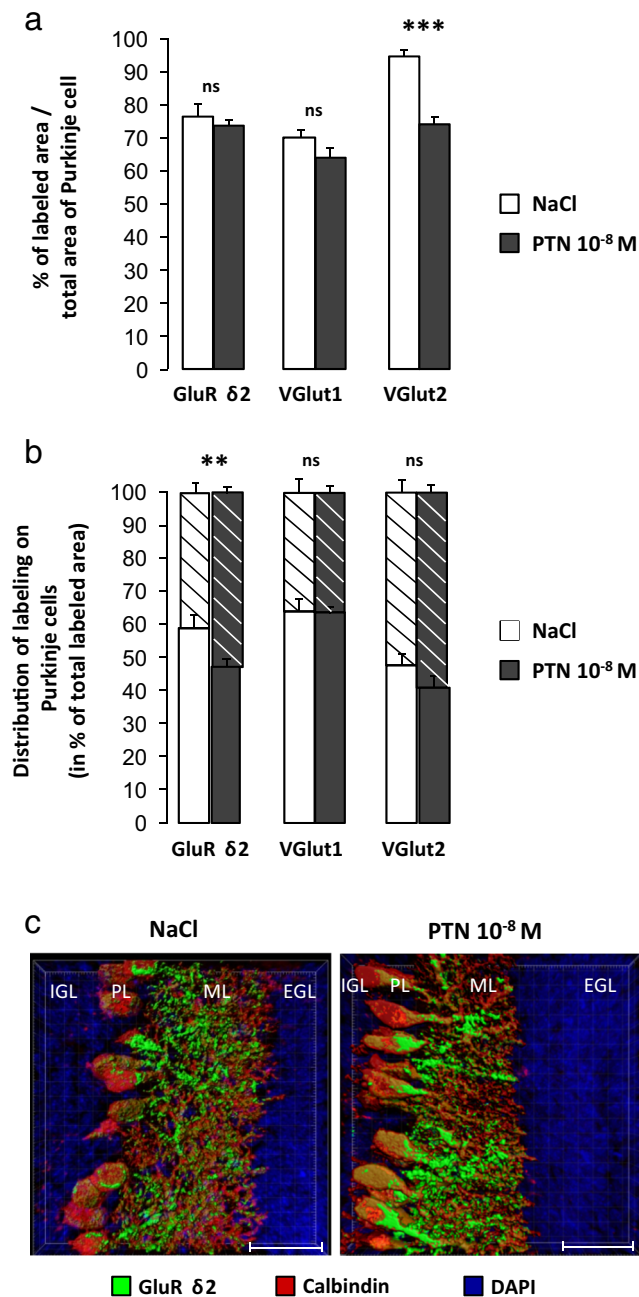 a
% of labeled area /
total area of Purkinje cell
100
90
80
70
60
50
40
30
20
10
0
ns
ns
***
GluR δ2
VGlut1
VGlut2
NaCl
PTN 10⁻⁸ M
b
Distribution of labeling on
Purkinje cells
(in % of total labeled area)
100
90
80
70
60
50
40
30
20
10
0
**
ns
ns
GluR δ2
VGlut1
VGlut2
NaCl
PTN 10⁻⁸ M
c
NaCl
PTN 10⁻⁸ M
IGL PL ML EGL
IGL PL ML EGL
GluR δ2
Calbindin
DAPI